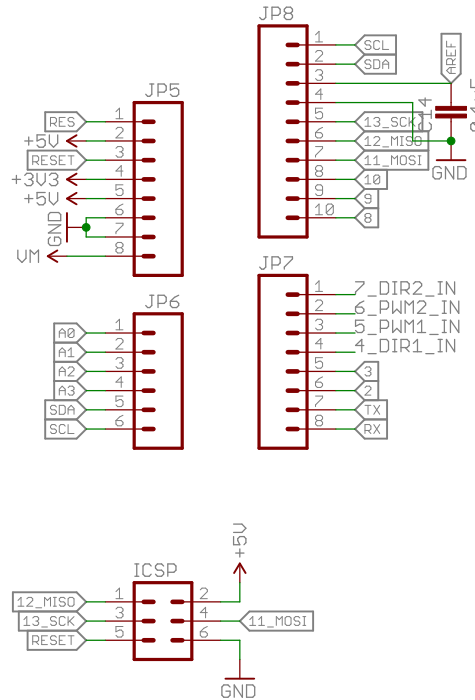 JP8
1
SCL
2
SDA
3
AREF
4
5
13_SCK
6
12_MISO
7
11_MOSI
8
10
9
9
10
8
GND
JP5
RES
1
+5V
2
RESET
3
+3V3
4
+5V
5
GND
6
7
VM
8
JP7
1
7_DIR2_IN
2
6_PWM2_IN
3
5_PWM1_IN
4
4_DIR1_IN
5
3
6
2
7
TX
8
RX
JP6
A0
1
A1
2
A2
3
A3
4
SDA
5
SCL
6
ICSP
+5V
12_MISO
1
2
13_SCK
3
4
11_MOSI
RESET
5
6
GND